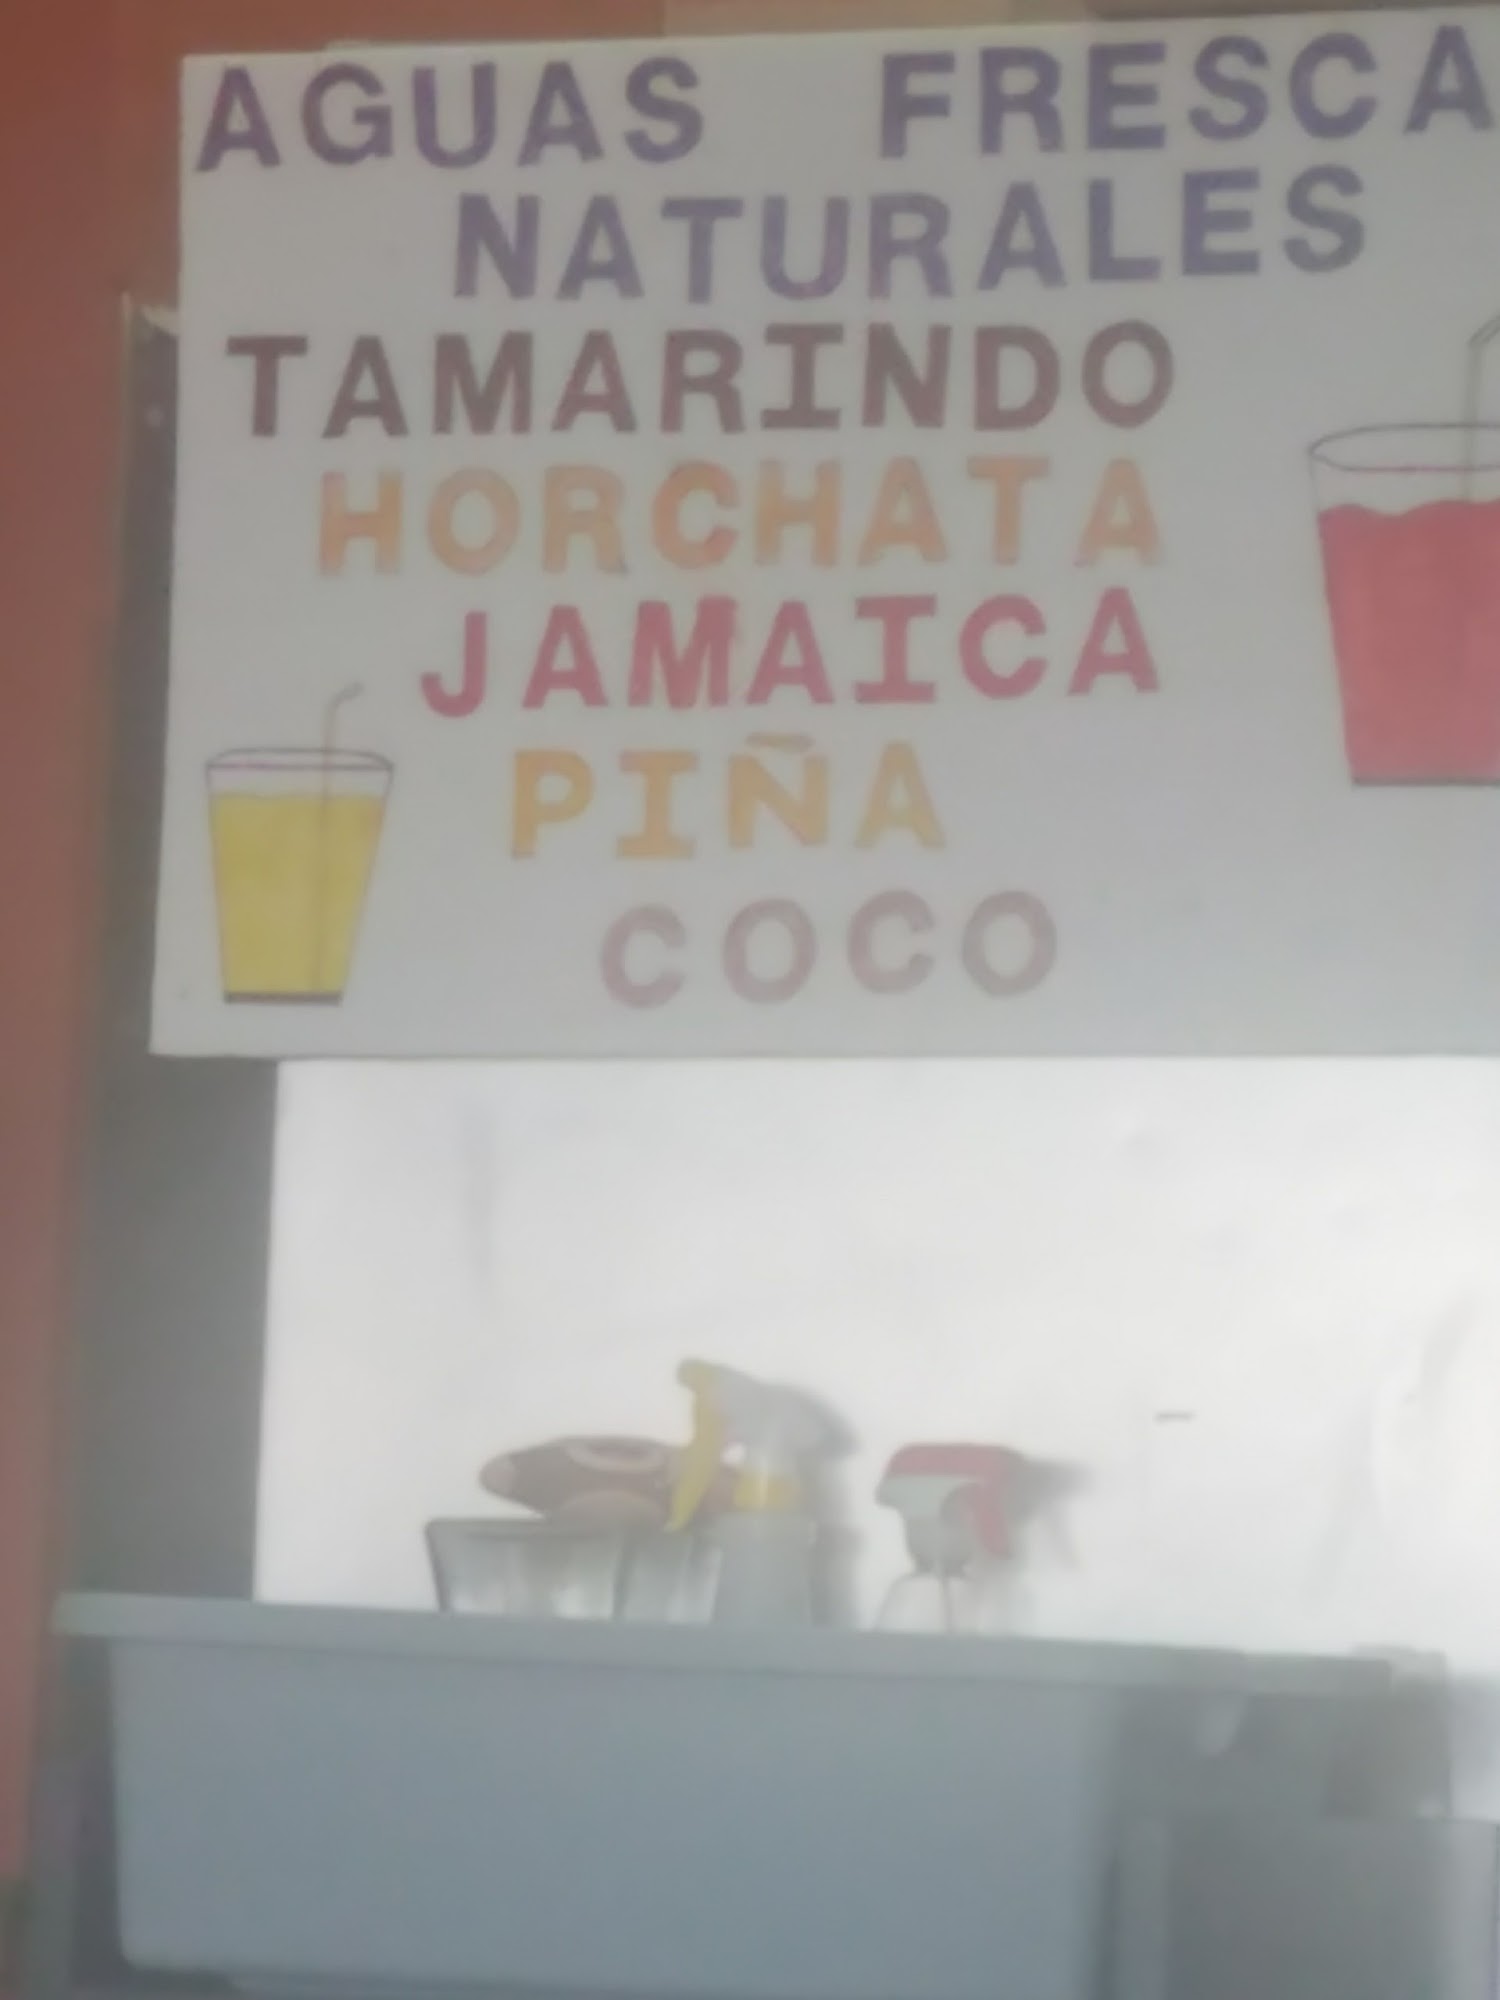 AGUAS FRESCA
NATURALES
TAMARINDO
HORCHATA
JAMAICA
PIÑA
COCO